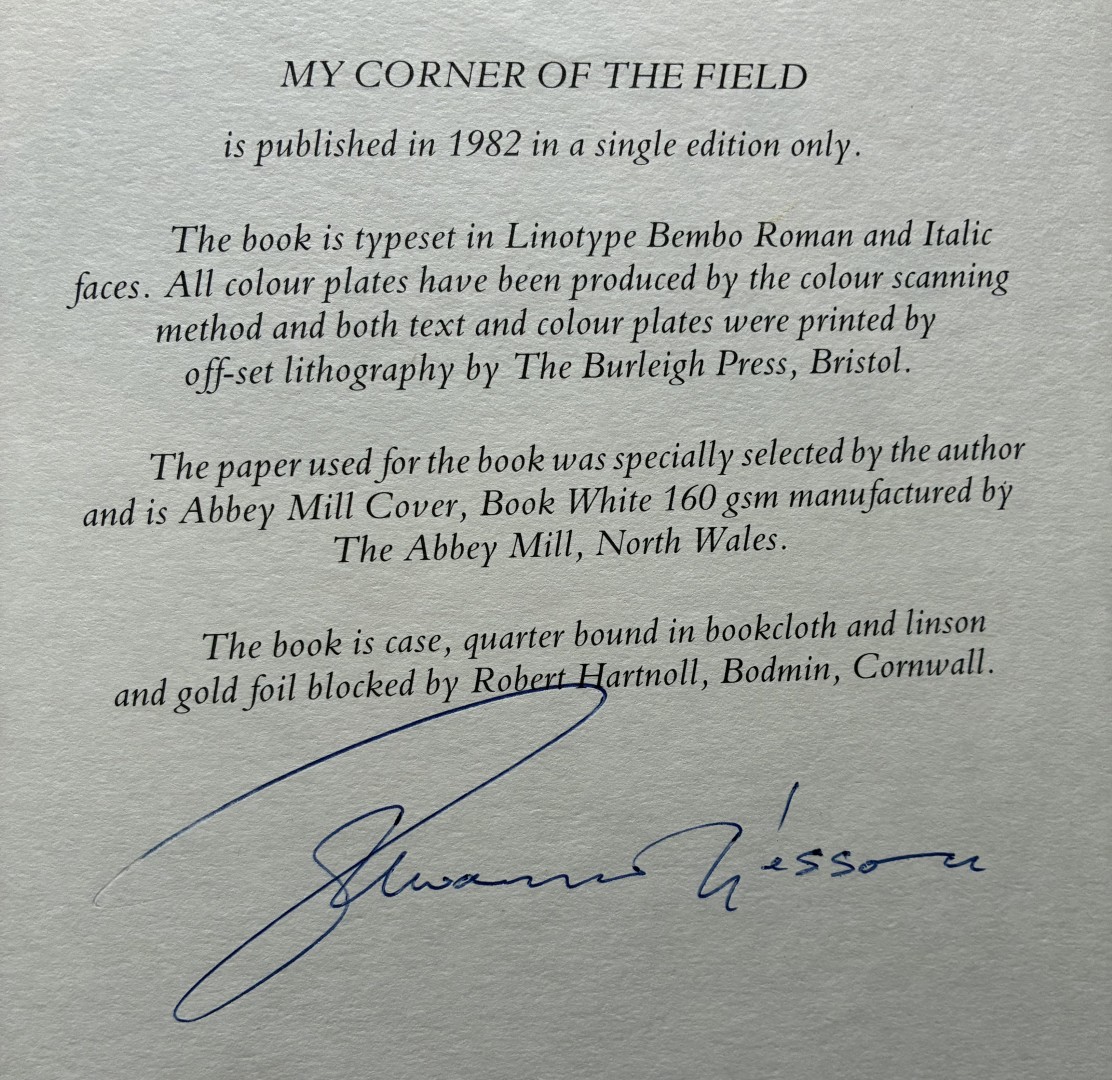 MY CORNER OF THE FIELD
is published in 1982 in a single edition only.
The book is typeset in Linotype Bembo Roman and Italic
faces. All colour plates have been produced by the colour scanning
method and both text and colour plates were printed by
off-set lithography by The Burleigh Press, Bristol.
The paper used for the book was specially selected by the author
and is Abbey Mill Cover, Book White 160 gsm manufactured by
The Abbey Mill, North Wales.
The book is case, quarter bound in bookcloth and linson
and gold foil blocked by Robert Hartnoll, Bodmin, Cornwall.